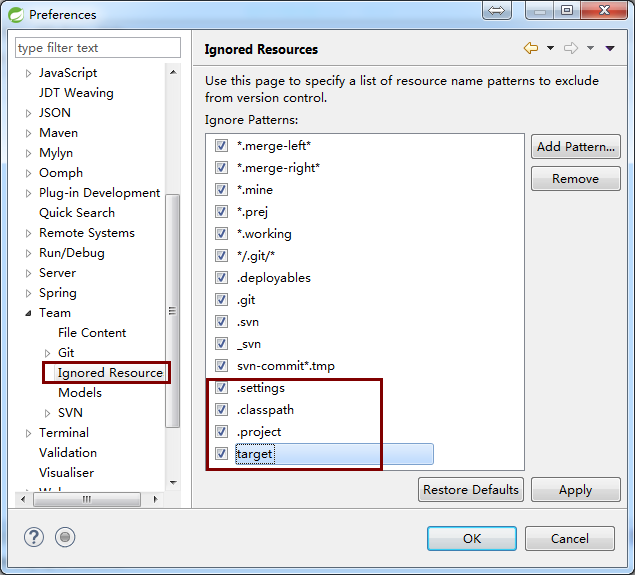 Preferences
type filter text
JavaScript
JDT Weaving
JSON
Maven
Mylyn
Oomph
Plug-in Development
Quick Search
Remote Systems
Run/Debug
Server
Spring
Team
File Content
Git
Ignored Resource
Models
SVN
Terminal
Validation
Visualiser
Ignored Resources
Use this page to specify a list of resource name patterns to exclude
from version control.
Ignore Patterns:
*.merge-left*
*.merge-right*
*.mine
*.prej
*.working
*/.git/*
.deployables
.git
.svn
_svn
svn-commit*.tmp
.settings
.classpath
.project
target
Add Pattern...
Remove
Restore Defaults
Apply
OK
Cancel